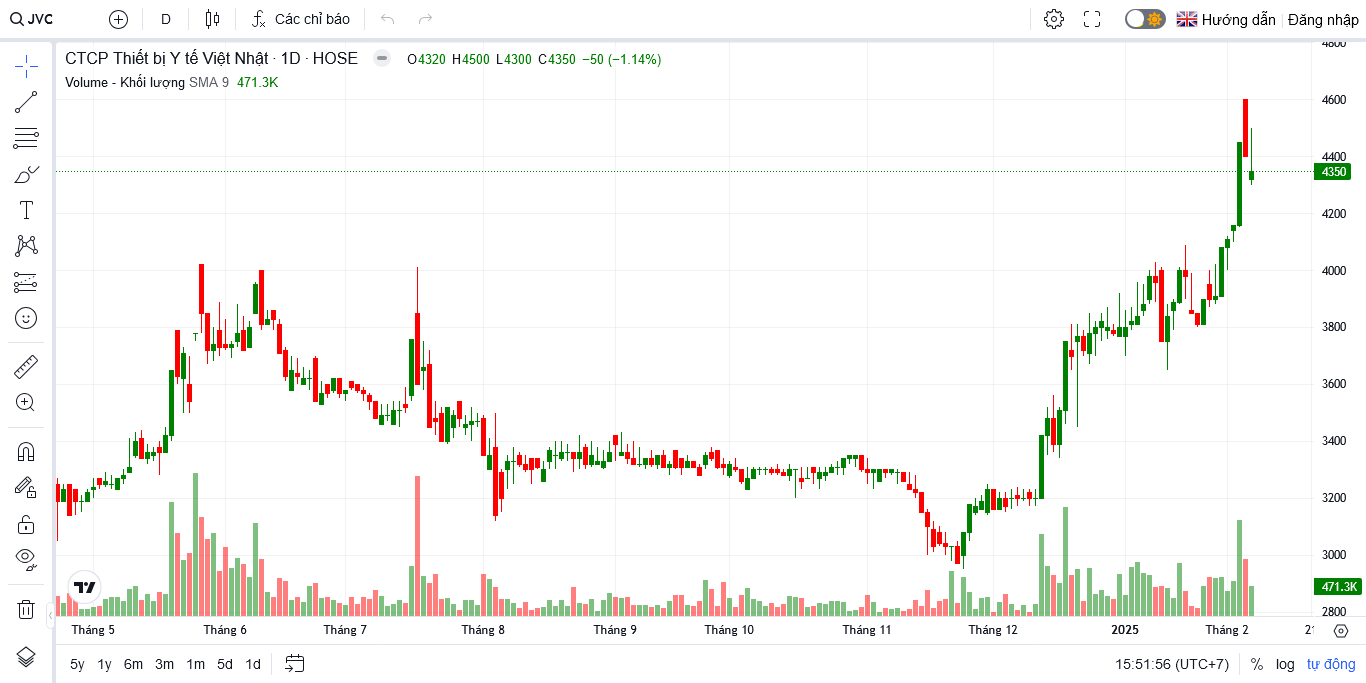 JVC D Các chỉ báo Hướng dẫn Đăng nhập
CTCP Thiết bị Y tế Việt Nhật · 1D · HOSE O4320 H4500 L4300 C4350 −50 (−1.14%)
Volume - Khối lượng SMA 9 471.3K
4800
4600
4400
4350
4200
4000
3800
3600
3400
3200
3000
471.3K
2800
Tháng 5 Tháng 6 Tháng 7 Tháng 8 Tháng 9 Tháng 10 Tháng 11 Tháng 12 2025 Tháng 2
5y 1y 6m 3m 1m 5d 1d 15:51:56 (UTC+7) % log tự động